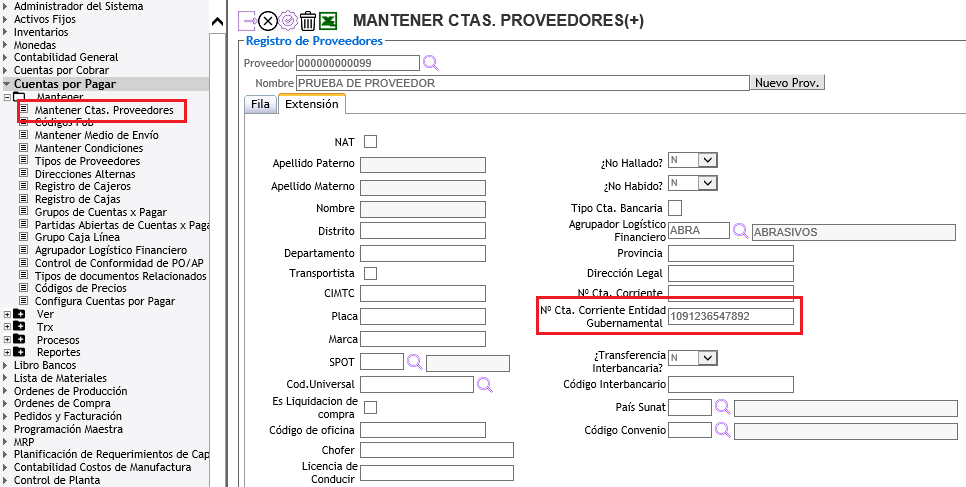 Administrador del Sistema
Activos Fijos
Inventarios
Monedas
Contabilidad General
Cuentas por Cobrar
Cuentas por Pagar
Mantener
Mantener Ctas. Proveedores
Códigos Fob
Mantener Medio de Envío
Mantener Condiciones
Tipos de Proveedores
Direcciones Alternas
Registro de Cajeros
Registro de Cajas
Grupos de Cuentas x Pagar
Partidas Abiertas de Cuentas x Paga
Grupo Caja Línea
Agrupador Logístico Financiero
Control de Conformidad de PO/AP
Tipos de documentos Relacionados
Códigos de Precios
Configura Cuentas por Pagar
Ver
Trx
Procesos
Reportes
Libro Bancos
Lista de Materiales
Ordenes de Producción
Ordenes de Compra
Pedidos y Facturación
Programación Maestra
MRP
Planificación de Requerimientos de Cap
Contabilidad Costos de Manufactura
Control de Planta
MANTENER CTAS. PROVEEDORES(+)
Registro de Proveedores
Proveedor 000000000099
Nombre PRUEBA DE PROVEEDOR Nuevo Prov.
Fila Extensión
NAT
Apellido Paterno ¿No Hallado? N
Apellido Materno ¿No Habido? N
Nombre Tipo Cta. Bancaria
Distrito Agrupador Logístico Financiero ABRA ABRASIVOS
Departamento Provincia
Transportista Dirección Legal
CIMTC Nº Cta. Corriente
Placa Nº Cta. Corriente Entidad
Gubernamental 1091236547892
Marca
SPOT ¿Transferencia
Interbancaria? N
Cod.Universal Código Interbancario
Es Liquidacion de
compra País Sunat
Código de oficina Código Convenio
Chofer
Licencia de
Conducir